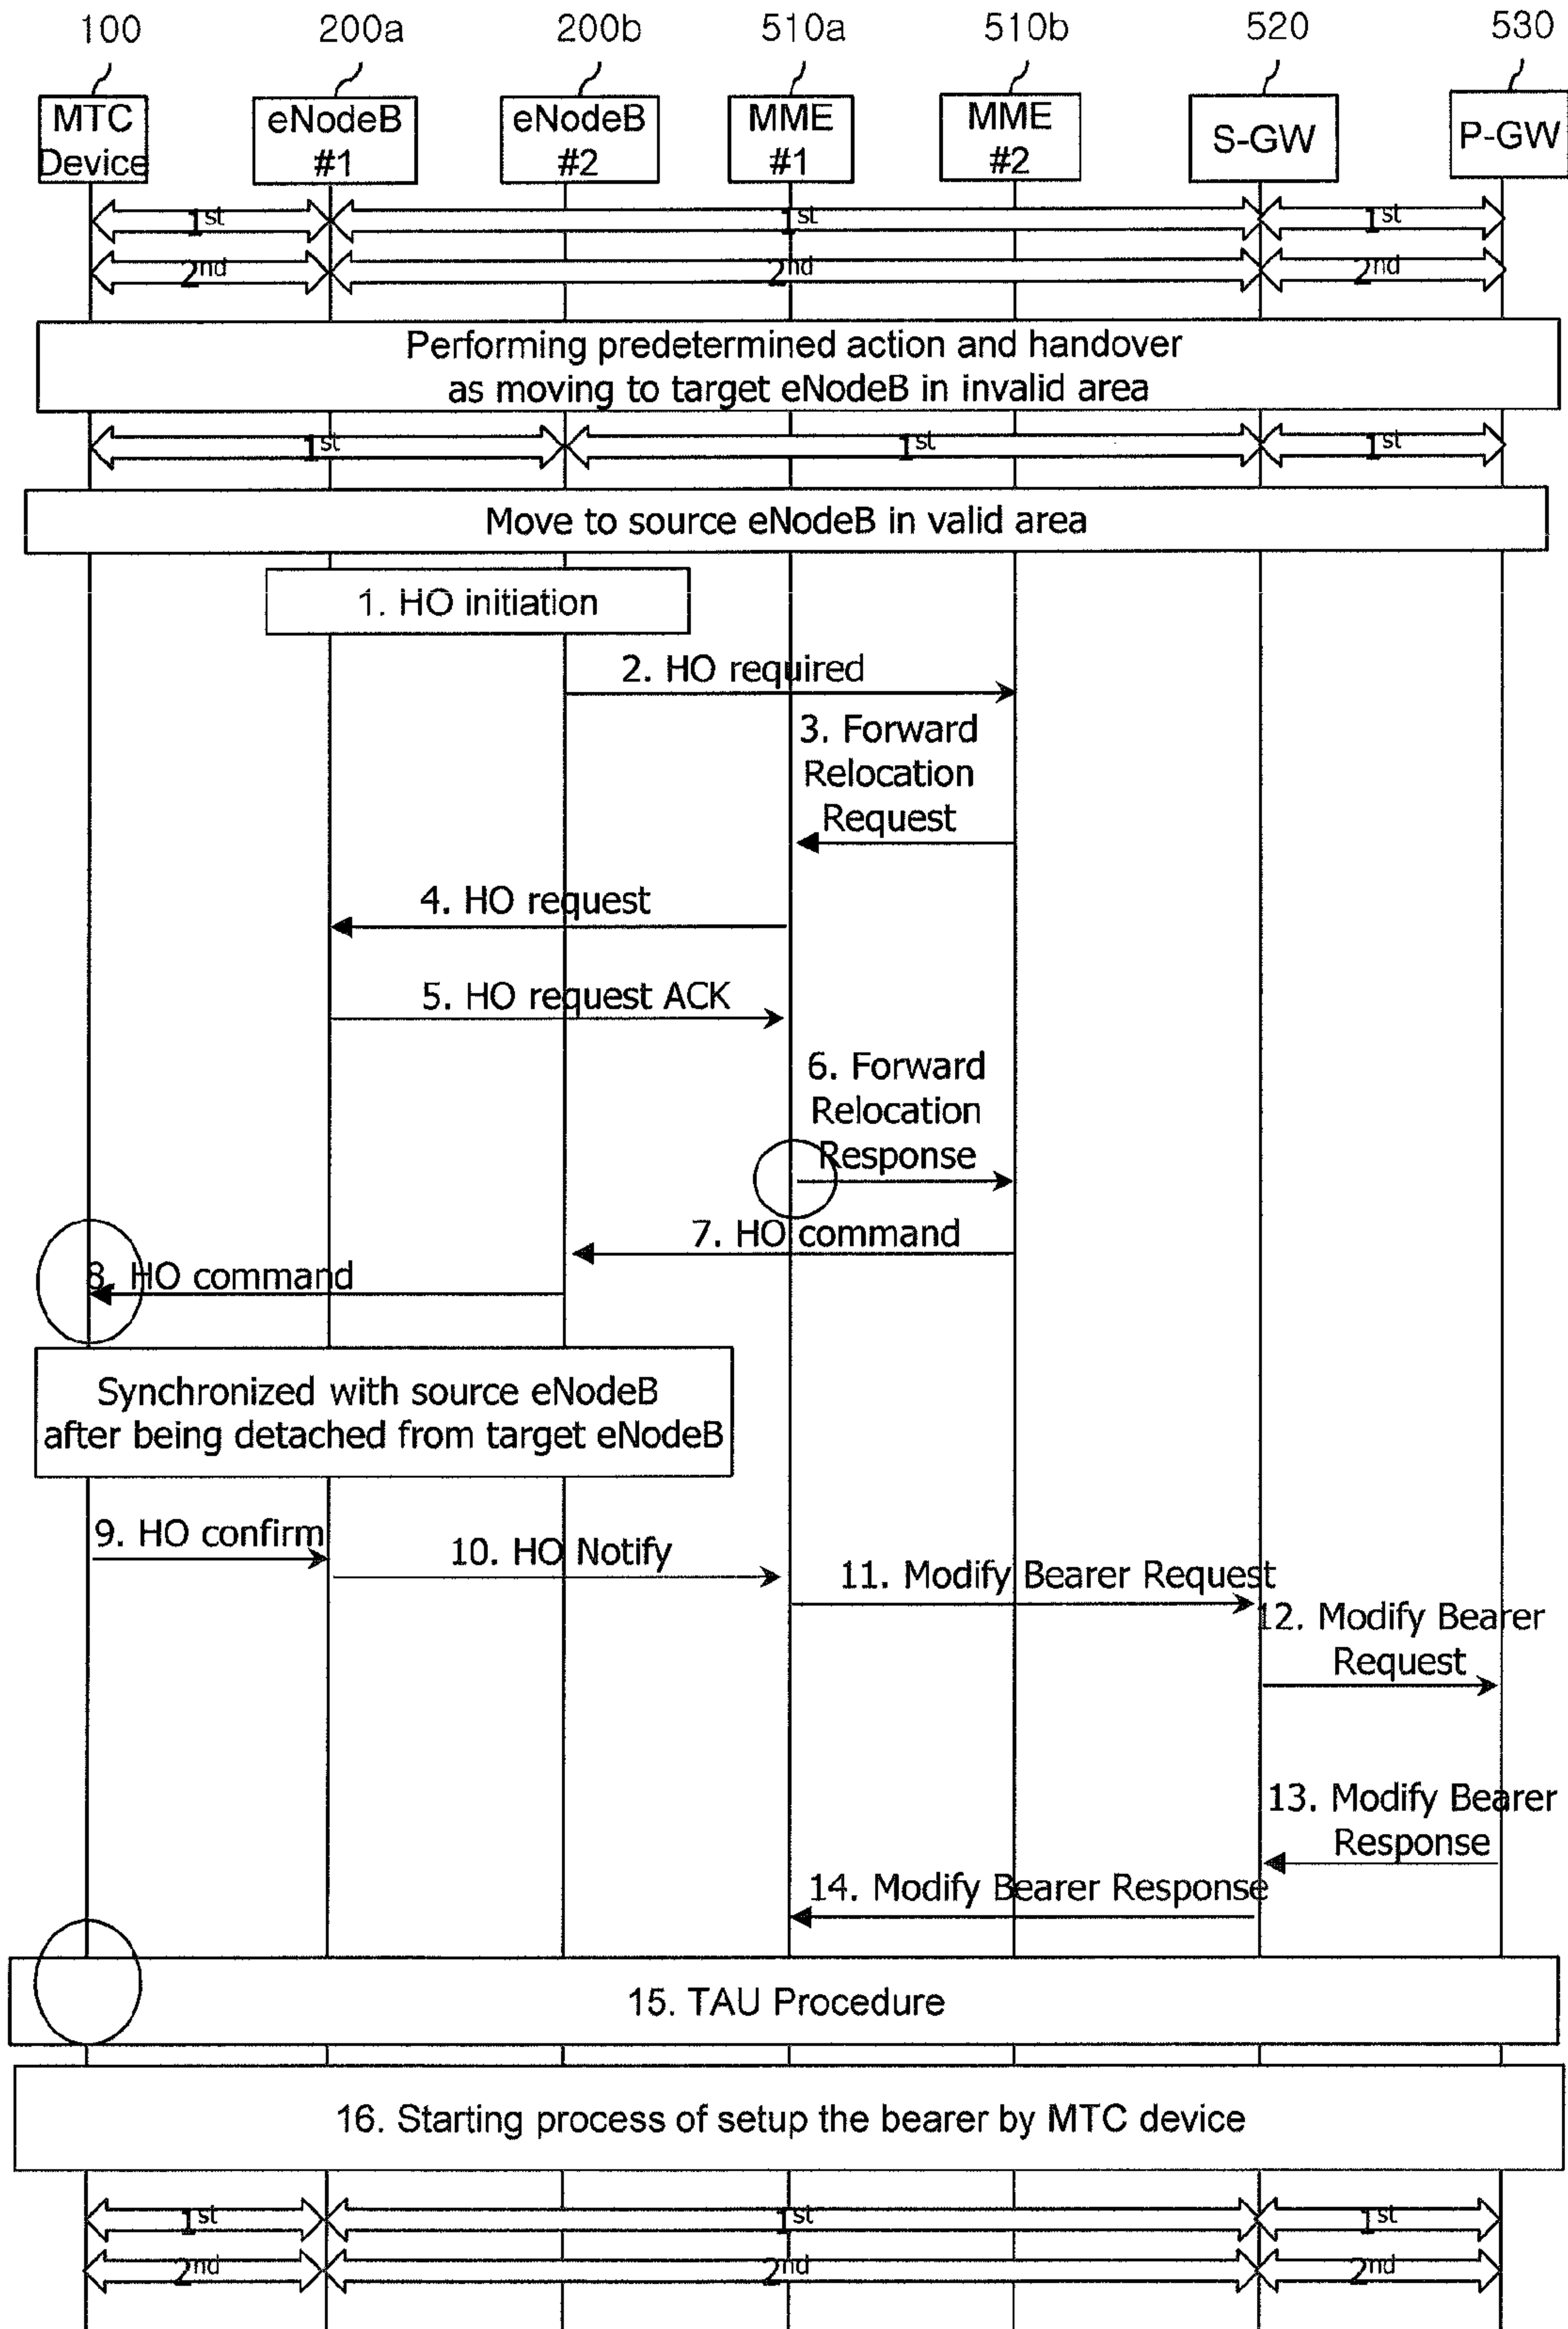 100 200a 200b 510a 510b 520 530
MTC
Device
eNodeB
#1
eNodeB
#2
MME
#1
MME
#2
S-GW
P-GW
1st 1st 1st
2nd 2nd 2nd
Performing predetermined action and handover
as moving to target eNodeB in invalid area
1st 1st 1st
Move to source eNodeB in valid area
1. HO initiation
2. HO required
3. Forward
Relocation
Request
4. HO request
5. HO request ACK
6. Forward
Relocation
Response
7. HO command
8. HO command
Synchronized with source eNodeB
after being detached from target eNodeB
9. HO confirm
10. HO Notify
11. Modify Bearer Request
12. Modify Bearer
Request
13. Modify Bearer
Response
14. Modify Bearer Response
15. TAU Procedure
16. Starting process of setup the bearer by MTC device
1st 1st 1st
2nd 2nd 2nd